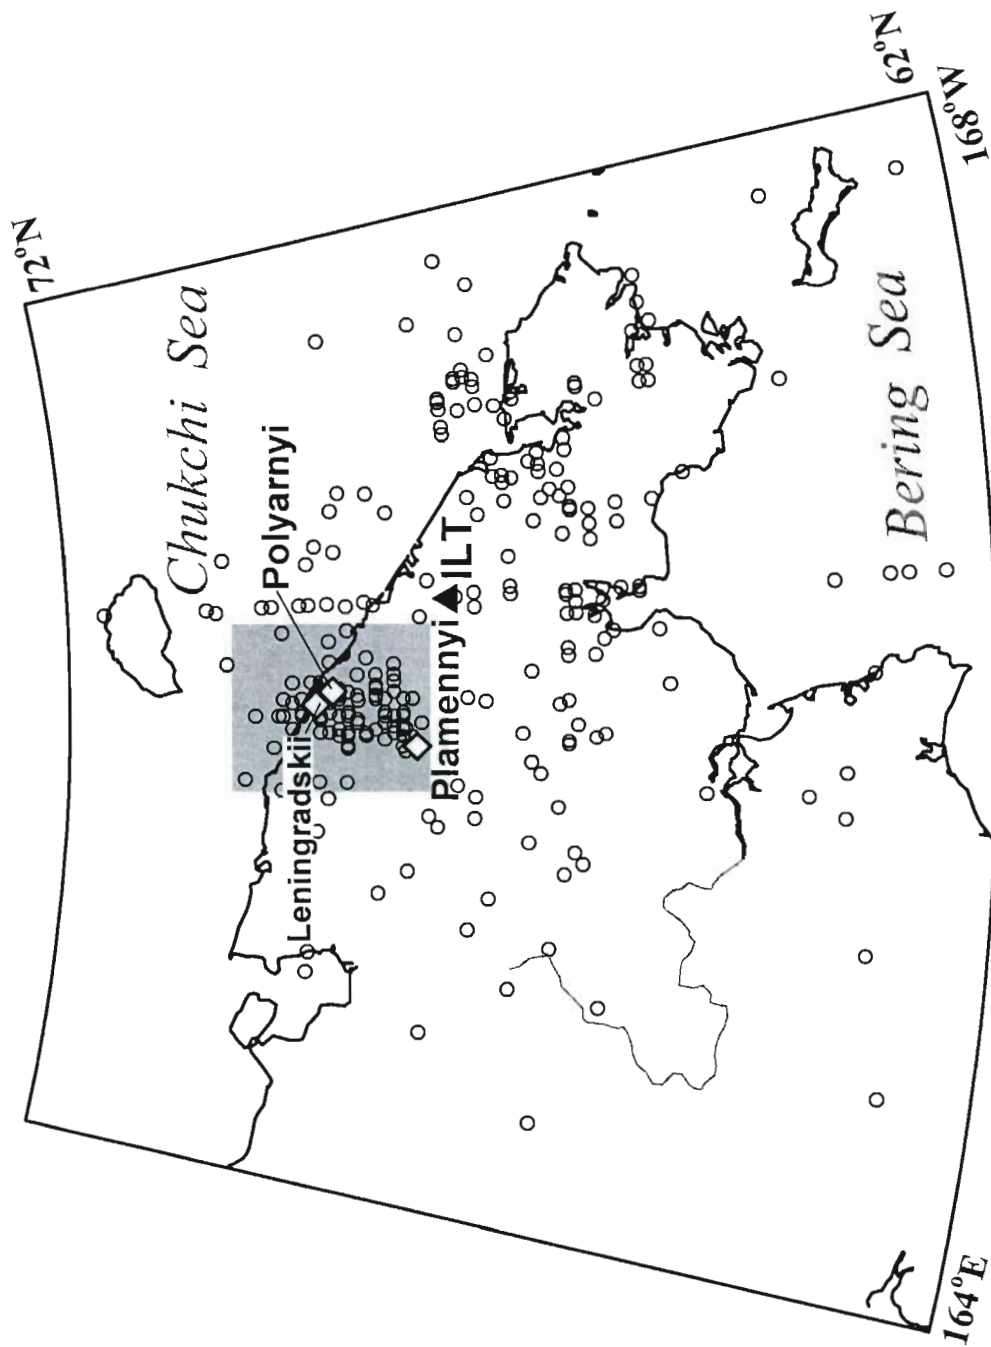 72°N
62°N
168°W
Chukchi Sea
Polyarnyi
Leningradskii
ILT
Plamennyi
Bering Sea
164°E